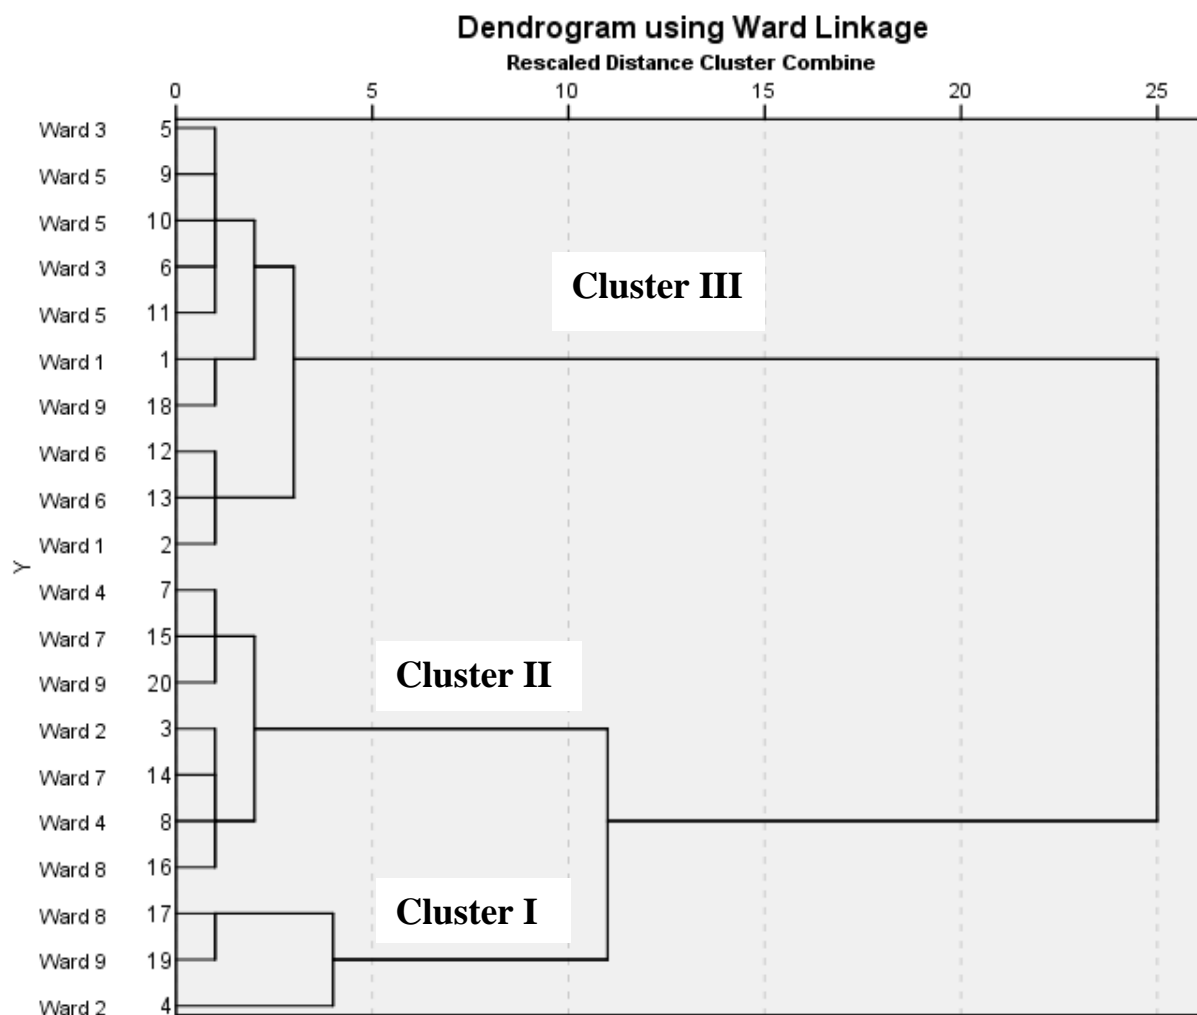 Dendrogram using Ward Linkage
Rescaled Distance Cluster Combine
0 5 10 15 20 25
Ward 3 5
Ward 5 9
Ward 5 10
Ward 3 6
Cluster III
Ward 5 11
Ward 1 1
Ward 9 18
Ward 6 12
Ward 6 13
Ward 1 2
Y
Ward 4 7
Ward 7 15
Cluster II
Ward 9 20
Ward 2 3
Ward 7 14
Ward 4 8
Ward 8 16
Cluster I
Ward 8 17
Ward 9 19
Ward 2 4